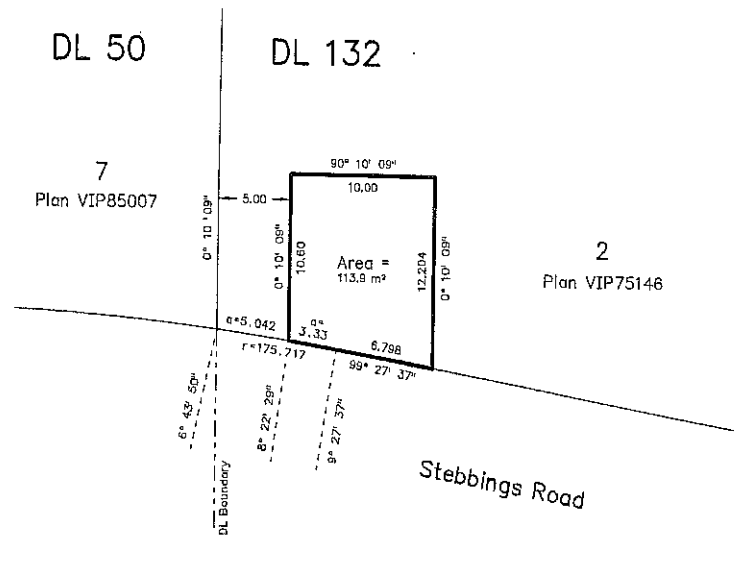 DL 50
DL 132
7
Plan VIP85007
90° 10' 09"
10.00
5.00
0° 10' 09"
0° 10' 09"
10.60
Area =
113.9 m²
12.204
0° 10' 09"
2
Plan VIP75146
a=5.042
r=175.717
a=
3.33
6.798
99° 27' 37"
6° 43' 50"
8° 22' 29"
9° 27' 37"
DL Boundary
Stebbings Road